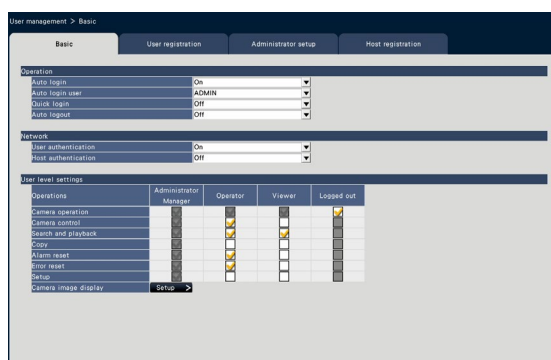 User management > Basic
Basic User registration Administrator setup Host registration
Operation
Auto login On
Auto login user ADMIN
Quick login Off
Auto logout Off
Network
User authentication On
Host authentication Off
User level settings
Operations Administrator Manager Operator Viewer Logged out
Camera operation
Camera control
Search and playback
Copy
Alarm reset
Error reset
Setup
Camera image display Setup >